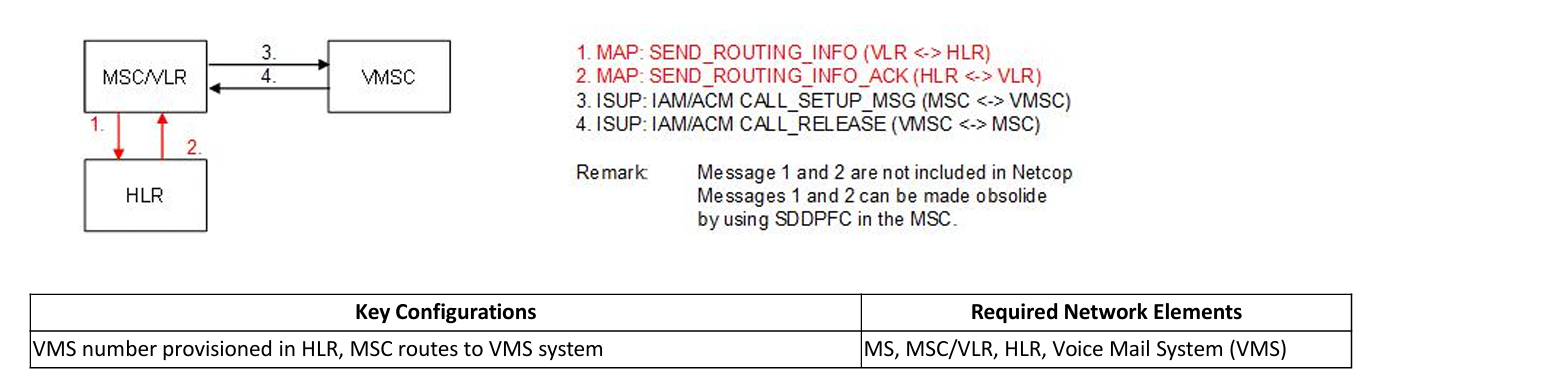 MSC/VLR
3.
4.
VMSC
1.
2.
HLR
1. MAP: SEND_ROUTING_INFO (VLR <-> HLR)
2. MAP: SEND_ROUTING_INFO_ACK (HLR <-> VLR)
3. ISUP: IAM/ACM CALL_SETUP_MSG (MSC <-> VMSC)
4. ISUP: IAM/ACM CALL_RELEASE (VMSC <-> MSC)
Remark: Message 1 and 2 are not included in Netcop
Messages 1 and 2 can be made obsolide
by using SDDPFC in the MSC.
Key Configurations Required Network Elements
VMS number provisioned in HLR, MSC routes to VMS system MS, MSC/VLR, HLR, Voice Mail System (VMS)